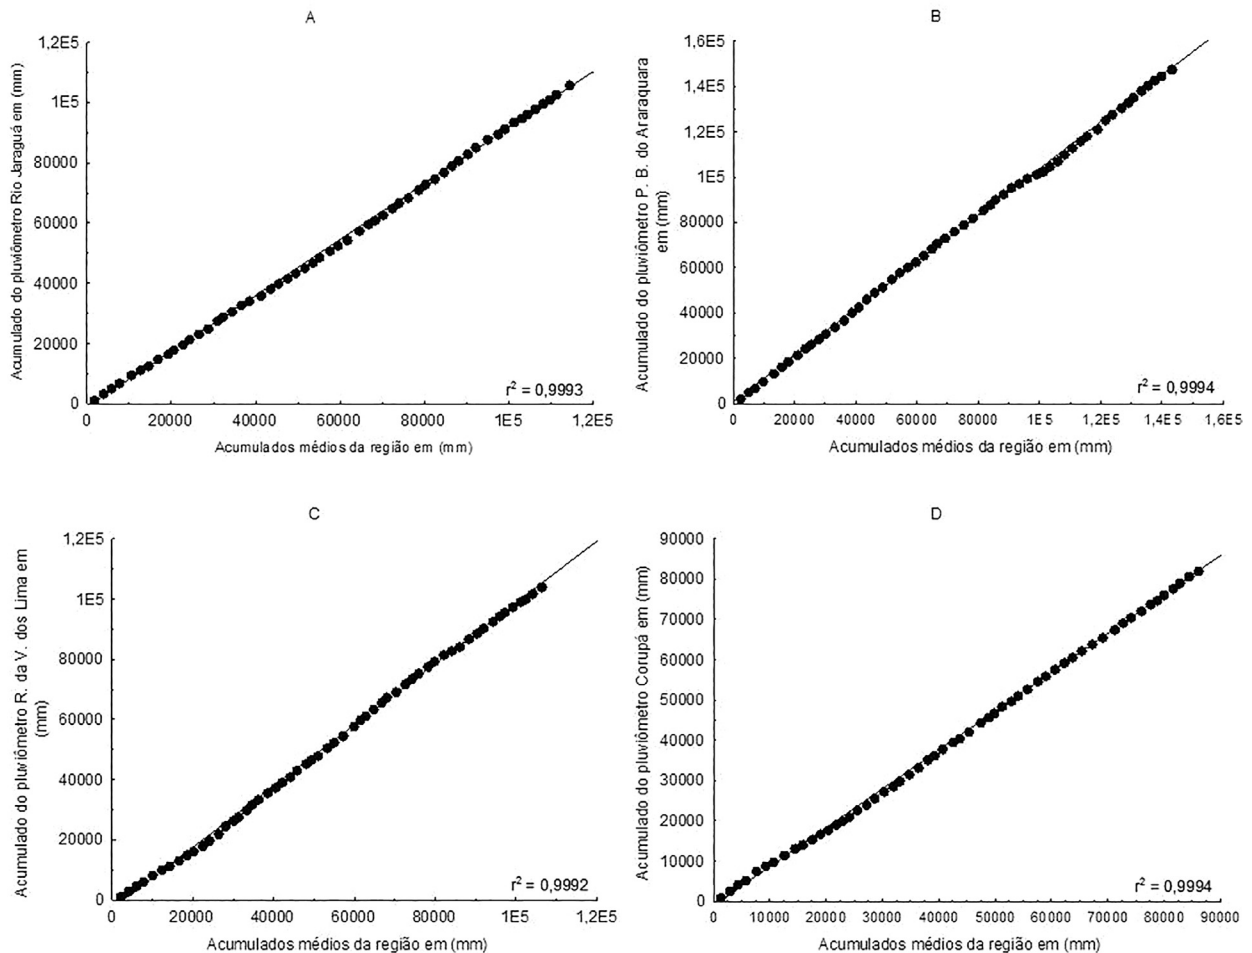 A
Acumulado do pluviômetro Rio Jaraguá em (mm)
1,2E5
1E5
80000
60000
40000
20000
0
r² = 0,9993
0 20000 40000 60000 80000 1E5 1,2E5
Acumulados médios da região em (mm)
B
Acumulado do pluviômetro P. B. do Araraquara
em (mm)
1,6E5
1,4E5
1,2E5
1E5
80000
60000
40000
20000
0
r² = 0,9994
0 20000 40000 60000 80000 1E5 1,2E5 1,4E5 1,6E5
Acumulados médios da região em (mm)
C
Acumulado do pluviômetro R. da V. dos Lima em
(mm)
1,2E5
1E5
80000
60000
40000
20000
0
r² = 0,9992
0 20000 40000 60000 80000 1E5 1,2E5
Acumulados médios da região em (mm)
D
Acumulado do pluviômetro Corupá em (mm)
90000
80000
70000
60000
50000
40000
30000
20000
10000
0
r² = 0,9994
0 10000 20000 30000 40000 50000 60000 70000 80000 90000
Acumulados médios da região em (mm)